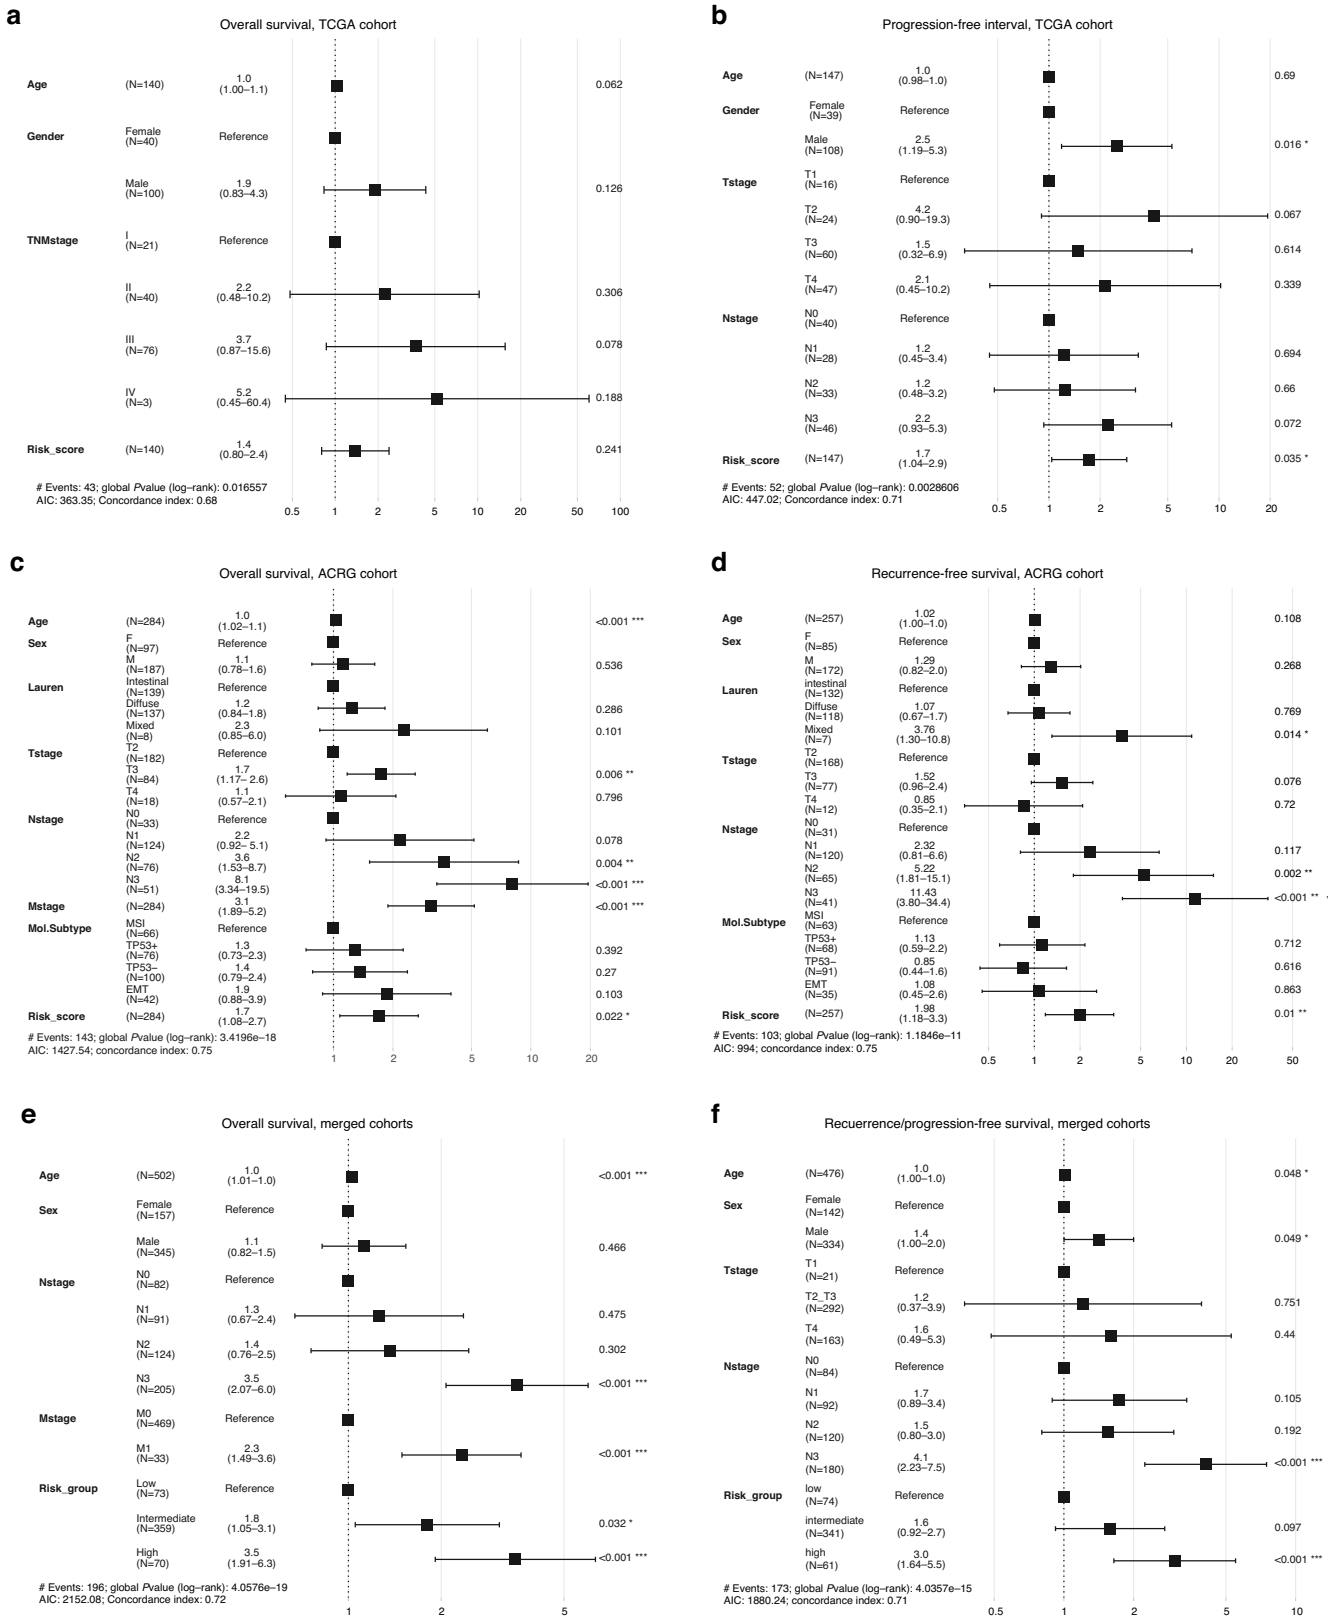 a
Overall survival, TCGA cohort
Age (N=140) 1.0 0.062
(1.00–1.1)
Gender Female Reference
(N=40)
Male 1.9 0.126
(N=100) (0.83–4.3)
TNMstage I Reference
(N=21)
II 2.2 0.306
(N=40) (0.48–10.2)
III 3.7 0.078
(N=76) (0.87–15.6)
IV 5.2 0.188
(N=3) (0.45–60.4)
Risk_score (N=140) 1.4 0.241
(0.80–2.4)
# Events: 43; global Pvalue (log–rank): 0.016557
AIC: 363.35; Concordance index: 0.68
0.5 1 2 5 10 20 50 100
b
Progression-free interval, TCGA cohort
Age (N=147) 1.0 0.69
(0.98–1.0)
Gender Female Reference
(N=39)
Male 2.5 0.016 *
(N=108) (1.19–5.3)
Tstage T1 Reference
(N=16)
T2 4.2 0.067
(N=24) (0.90–19.3)
T3 1.5 0.614
(N=60) (0.32–6.9)
T4 2.1 0.339
(N=47) (0.45–10.2)
Nstage N0 Reference
(N=40)
N1 1.2 0.694
(N=28) (0.45–3.4)
N2 1.2 0.66
(N=33) (0.48–3.2)
N3 2.2 0.072
(N=46) (0.93–5.3)
Risk_score (N=147) 1.7 0.035 *
(1.04–2.9)
# Events: 52; global Pvalue (log–rank): 0.0028606
AIC: 447.02; Concordance index: 0.71
0.5 1 2 5 10 20
c
Overall survival, ACRG cohort
Age (N=284) 1.0 <0.001 ***
(1.02–1.1)
Sex F Reference
(N=97)
M 1.1 0.536
(N=187) (0.78–1.6)
Lauren Intestinal Reference
(N=139)
Diffuse 1.2 0.286
(N=137) (0.84–1.8)
Mixed 2.3 0.101
(N=8) (0.85–6.0)
Tstage T2 Reference
(N=182)
T3 1.7 0.006 **
(N=84) (1.17– 2.6)
T4 1.1 0.796
(N=18) (0.57–2.1)
Nstage N0 Reference
(N=33)
N1 2.2 0.078
(N=124) (0.92– 5.1)
N2 3.6 0.004 **
(N=76) (1.53–8.7)
N3 8.1 <0.001 ***
(N=51) (3.34–19.5)
Mstage (N=284) 3.1 <0.001 ***
(1.89–5.2)
Mol.Subtype MSI Reference
(N=66)
TP53+ 1.3 0.392
(N=76) (0.73–2.3)
TP53– 1.4 0.27
(N=100) (0.79–2.4)
EMT 1.9 0.103
(N=42) (0.88–3.9)
Risk_score (N=284) 1.7 0.022 *
(1.08–2.7)
# Events: 143; global Pvalue (log–rank): 3.4196e–18
AIC: 1427.54; concordance index: 0.75
1 2 5 10 20
d
Recurrence-free survival, ACRG cohort
Age (N=257) 1.02 0.108
(1.00–1.0)
Sex F Reference
(N=85)
M 1.29 0.268
(N=172) (0.82–2.0)
Lauren intestinal Reference
(N=132)
Diffuse 1.07 0.769
(N=118) (0.67–1.7)
Mixed 3.76 0.014 *
(N=7) (1.30–10.8)
Tstage T2 Reference
(N=168)
T3 1.52 0.076
(N=77) (0.96–2.4)
T4 0.85 0.72
(N=12) (0.35–2.1)
Nstage N0 Reference
(N=31)
N1 2.32 0.117
(N=120) (0.81–6.6)
N2 5.22 0.002 **
(N=65) (1.81–15.1)
N3 11.43 <0.001 ** *
(N=41) (3.80–34.4)
Mol.Subtype MSI Reference
(N=63)
TP53+ 1.13 0.712
(N=68) (0.59–2.2)
TP53– 0.85 0.616
(N=91) (0.44–1.6)
EMT 1.08 0.863
(N=35) (0.45–2.6)
Risk_score (N=257) 1.98 0.01 **
(1.18–3.3)
# Events: 103; global Pvalue (log–rank): 1.1846e–11
AIC: 994; concordance index: 0.75
0.5 1 2 5 10 20 50
e
Overall survival, merged cohorts
Age (N=502) 1.0 <0.001 ***
(1.01–1.0)
Sex Female Reference
(N=157)
Male 1.1 0.466
(N=345) (0.82–1.5)
Nstage N0 Reference
(N=82)
N1 1.3 0.475
(N=91) (0.67–2.4)
N2 1.4 0.302
(N=124) (0.76–2.5)
N3 3.5 <0.001 ***
(N=205) (2.07–6.0)
Mstage M0 Reference
(N=469)
M1 2.3 <0.001 ***
(N=33) (1.49–3.6)
Risk_group Low Reference
(N=73)
Intermediate 1.8 0.032 *
(N=359) (1.05–3.1)
High 3.5 <0.001 ***
(N=70) (1.91–6.3)
# Events: 196; global Pvalue (log–rank): 4.0576e–19
AIC: 2152.08; Concordance index: 0.72
1 2 5
f
Recuerrence/progression-free survival, merged cohorts
Age (N=476) 1.0 0.048 *
(1.00–1.0)
Sex Female Reference
(N=142)
Male 1.4 0.049 *
(N=334) (1.00–2.0)
Tstage T1 Reference
(N=21)
T2_T3 1.2 0.751
(N=292) (0.37–3.9)
T4 1.6 0.44
(N=163) (0.49–5.3)
Nstage N0 Reference
(N=84)
N1 1.7 0.105
(N=92) (0.89–3.4)
N2 1.5 0.192
(N=120) (0.80–3.0)
N3 4.1 <0.001 ***
(N=180) (2.23–7.5)
Risk_group low Reference
(N=74)
intermediate 1.6 0.097
(N=341) (0.92–2.7)
high 3.0 <0.001 ***
(N=61) (1.64–5.5)
# Events: 173; global Pvalue (log–rank): 4.0357e–15
AIC: 1880.24; concordance index: 0.71
0.5 1 2 5 10